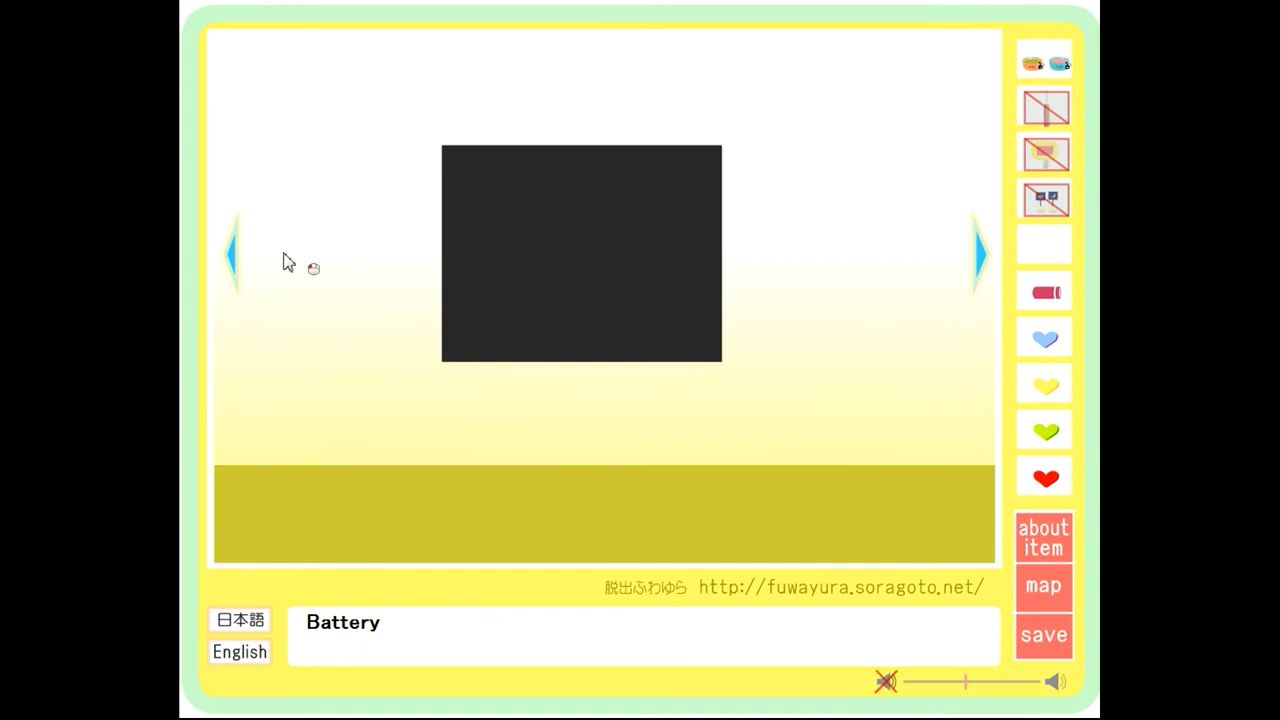 about
item
脱出ふわゆら http://fuwayura.soragoto.net/
map
日本語
Battery
save
English